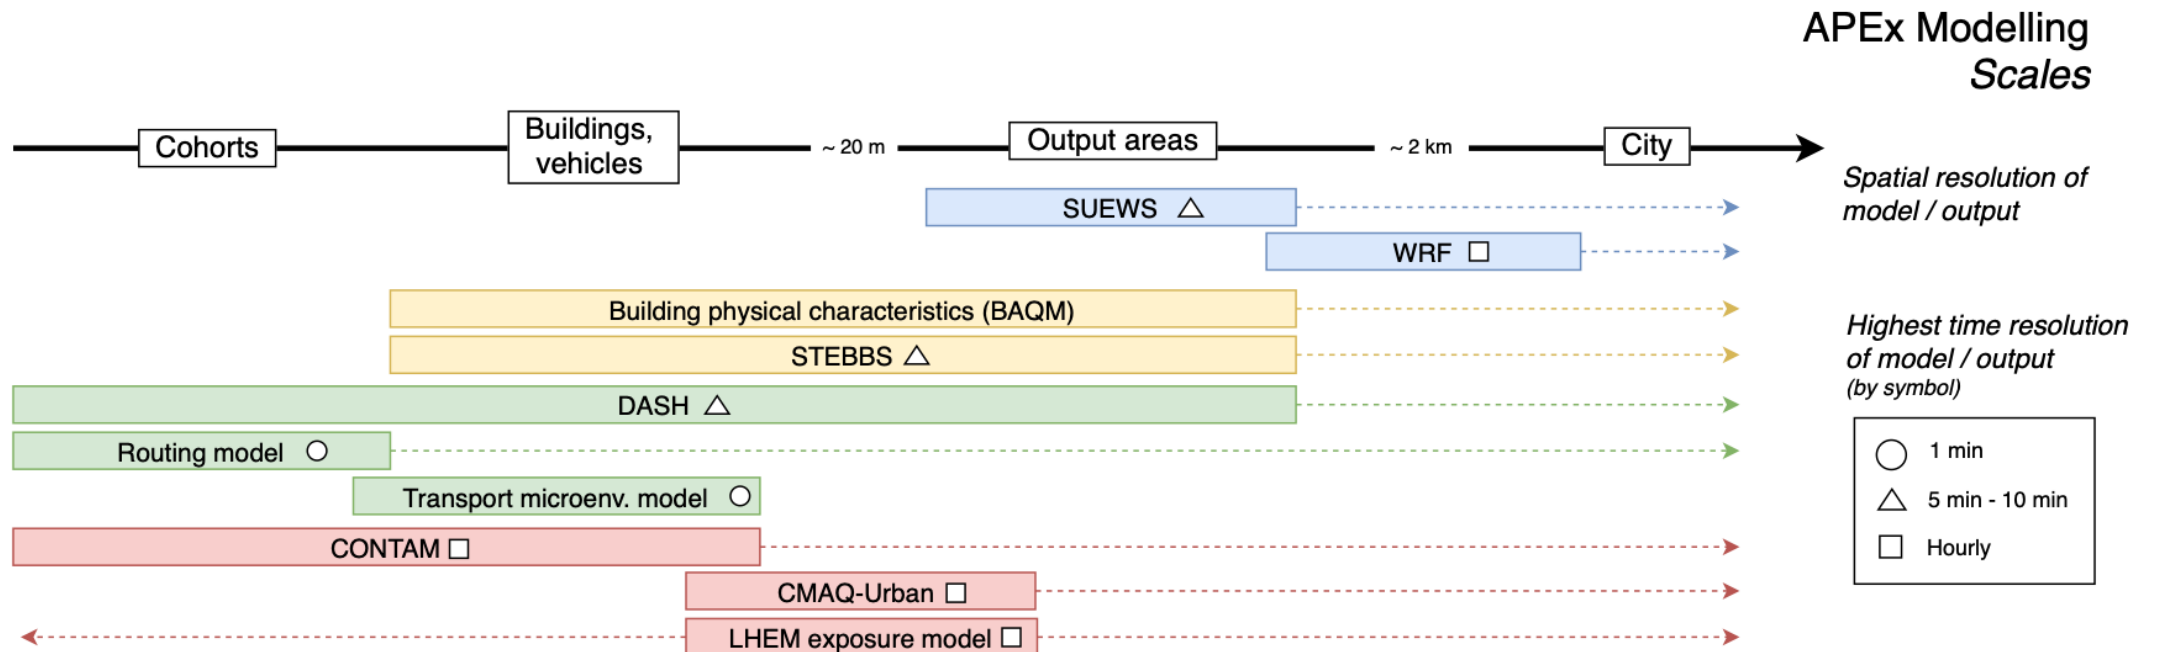 APEx Modelling
Scales
Cohorts
Buildings,
vehicles
~ 20 m
Output areas
~ 2 km
City
Spatial resolution of
model / output
SUEWS
WRF
Building physical characteristics (BAQM)
STEBBS
Highest time resolution
of model / output
(by symbol)
DASH
Routing model
Transport microenv. model
CONTAM
CMAQ-Urban
LHEM exposure model
1 min
5 min - 10 min
Hourly